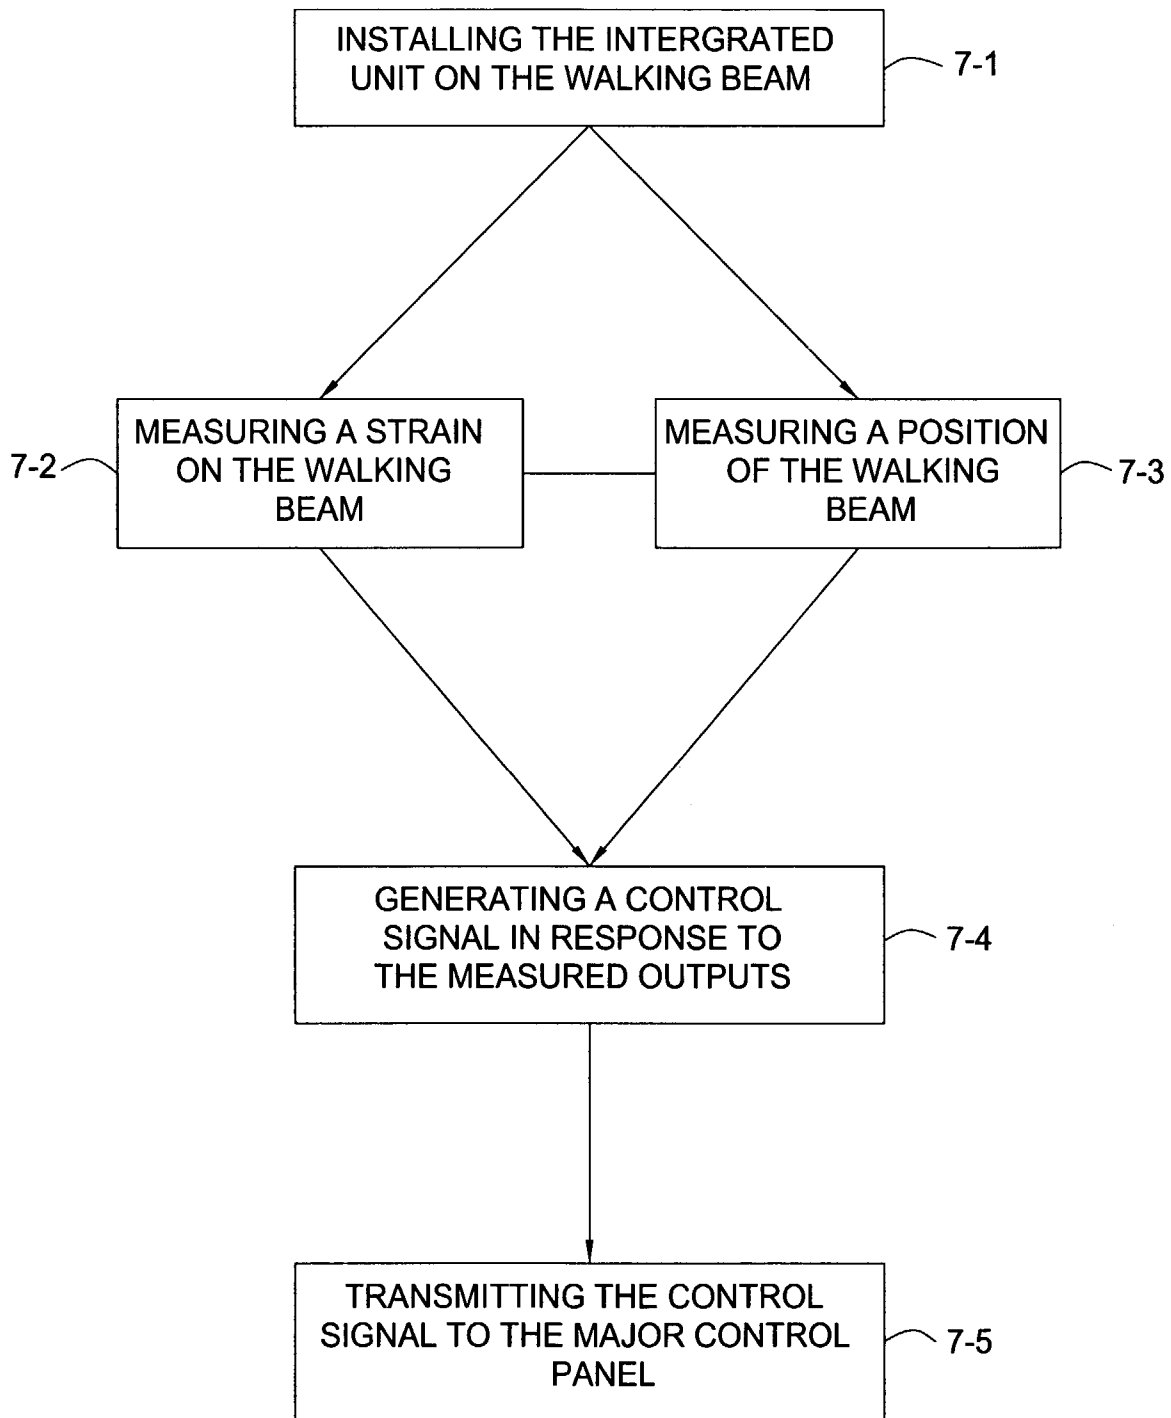 INSTALLING THE INTERGRATED
UNIT ON THE WALKING BEAM
7-1
7-2
MEASURING A STRAIN
ON THE WALKING
BEAM
MEASURING A POSITION
OF THE WALKING
BEAM
7-3
GENERATING A CONTROL
SIGNAL IN RESPONSE TO
THE MEASURED OUTPUTS
7-4
TRANSMITTING THE CONTROL
SIGNAL TO THE MAJOR CONTROL
PANEL
7-5